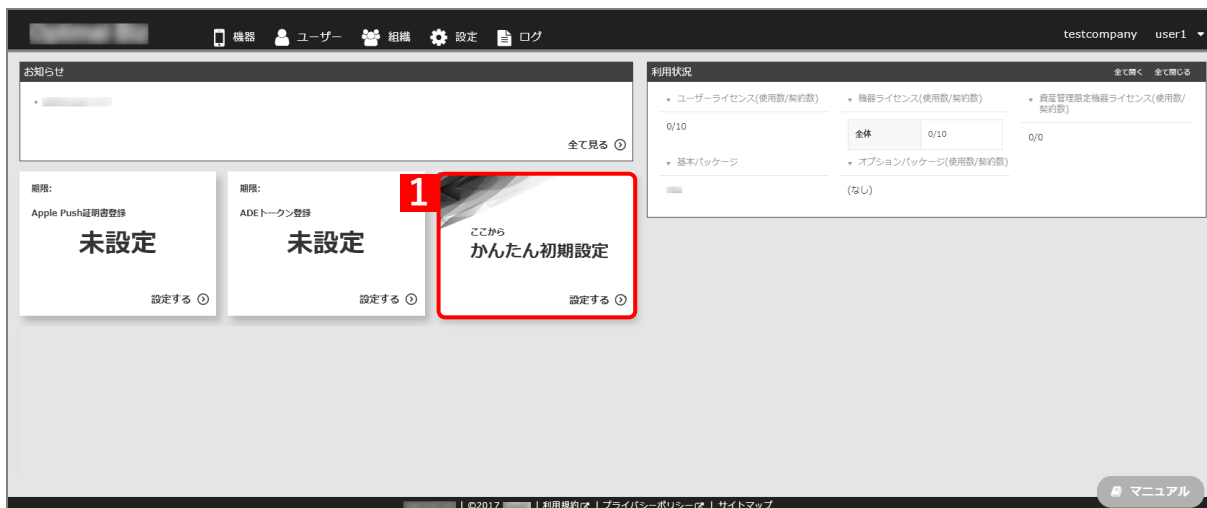 機器 ユーザー 組織 設定 ログ testcompany user1
お知らせ
全て見る
利用状況 全て開く 全て閉じる
ユーザーライセンス(使用数/契約数)
0/10
機器ライセンス(使用数/契約数)
全体 0/10
資産管理限定機器ライセンス(使用数/
契約数)
0/0
基本パッケージ
オプションパッケージ(使用数/契約数)
(なし)
期限:
Apple Push証明書登録
未設定
設定する
期限:
ADEトークン登録
未設定
設定する
1
ここから
かんたん初期設定
設定する
マニュアル
| ©2017 | 利用規約 | プライバシーポリシー | サイトマップ